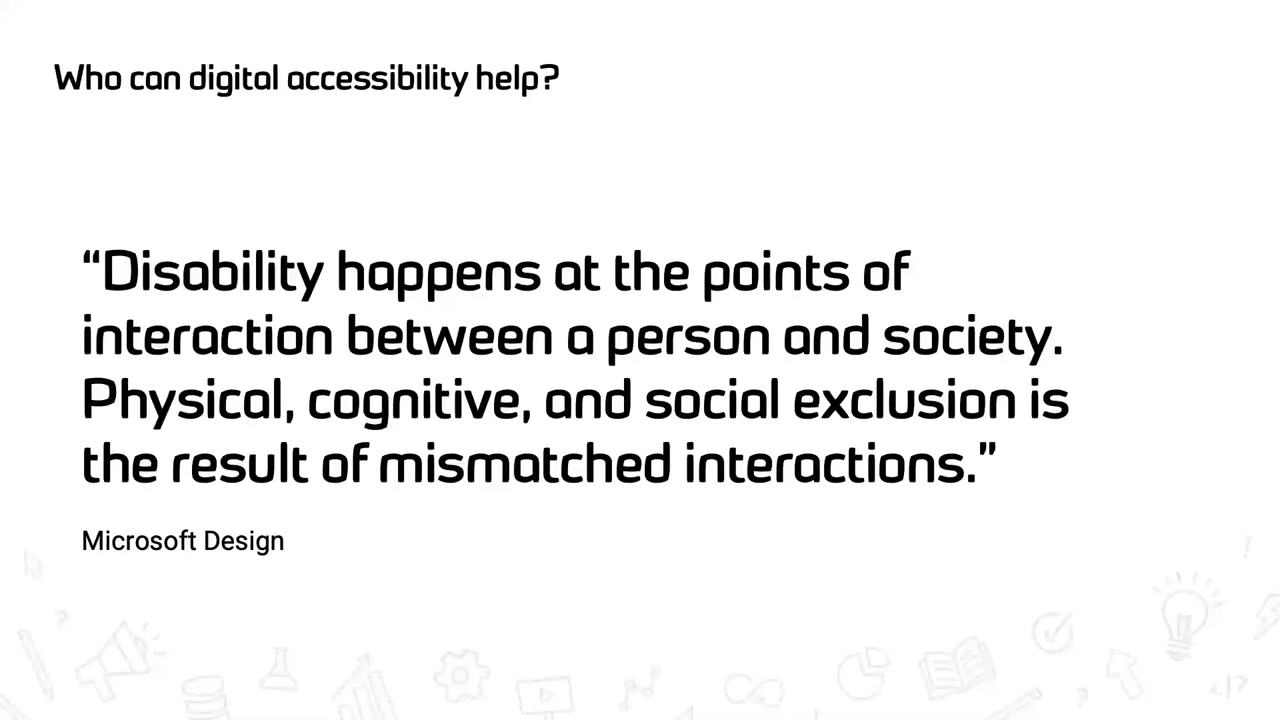 Who can digital accessibility help?
“Disability happens at the points of
interaction between a person and society.
Physical, cognitive, and social exclusion is
the result of mismatched interactions.”
Microsoft Design